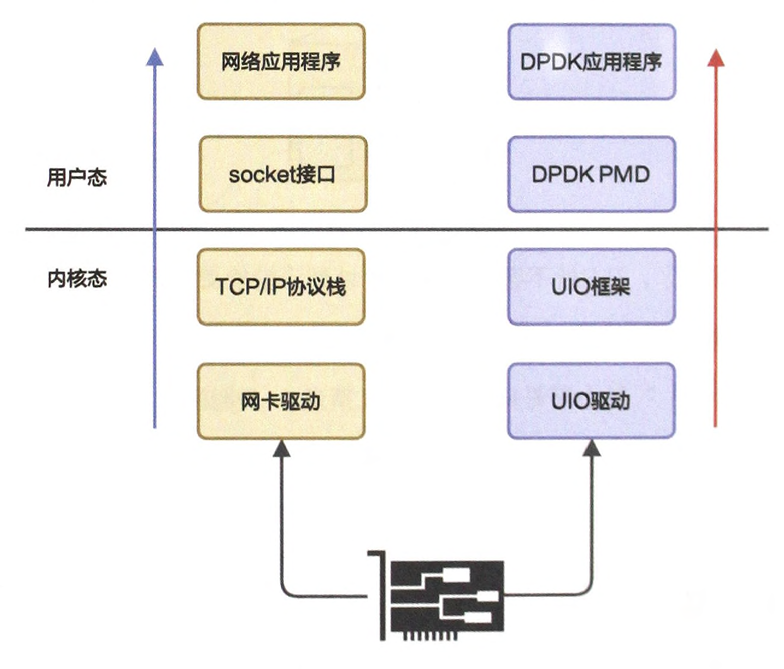 网络应用程序
DPDK应用程序
用户态
socket接口
DPDK PMD
内核态
TCP/IP协议栈
UIO框架
网卡驱动
UIO驱动